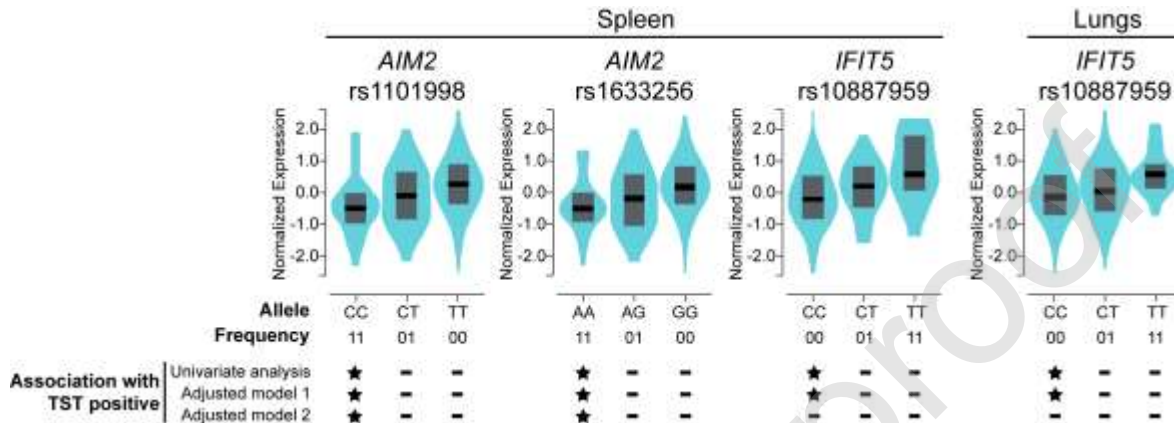 Spleen Lungs
AIM2 AIM2 IFIT5 IFIT5
rs1101998 rs1633256 rs10887959 rs10887959
Normalized Expression Normalized Expression Normalized Expression Normalized Expression
2.0 2.0 2.0 2.0
1.0 1.0 1.0 1.0
0.0 0.0 0.0 0.0
-1.0 -1.0 -1.0 -1.0
-2.0 -2.0 -2.0 -2.0
Allele CC CT TT AA AG GG CC CT TT CC CT TT
Frequency 11 01 00 11 01 00 00 01 11 00 01 11
Association with TST positive
Univariate analysis ★ - - ★ - - ★ - - ★ - -
Adjusted model 1 ★ - - ★ - - ★ - - ★ - -
Adjusted model 2 ★ - - ★ - - - - - - - -
proof